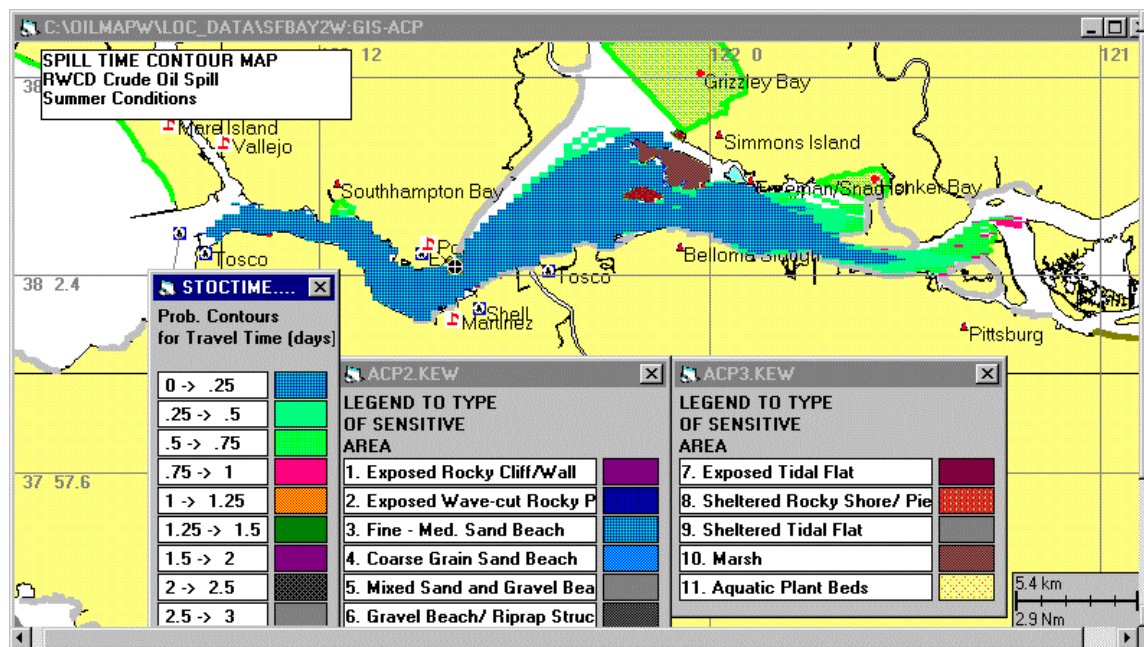 C:\OILMAPW\LOC_DATA\SFBAY2W:GIS-ACP
SPILL TIME CONTOUR MAP
RWCD Crude Oil Spill
Summer Conditions
12
122 0
121
38
Grizzley Bay
Mare Island
Vallejo
Simmons Island
Southhampton Bay
Tosco
Tosco
Shell
Martinez
Pittsburg
38 2.4
37 57.6
STOCTIME....
Prob. Contours
for Travel Time (days)
0 -> .25
.25 -> .5
.5 -> .75
.75 -> 1
1 -> 1.25
1.25 -> 1.5
1.5 -> 2
2 -> 2.5
2.5 -> 3
ACP2.KEW
LEGEND TO TYPE
OF SENSITIVE
AREA
1. Exposed Rocky Cliff/Wall
2. Exposed Wave-cut Rocky P
3. Fine - Med. Sand Beach
4. Coarse Grain Sand Beach
5. Mixed Sand and Gravel Bea
6. Gravel Beach/ Riprap Struc
ACP3.KEW
LEGEND TO TYPE
OF SENSITIVE
AREA
7. Exposed Tidal Flat
8. Sheltered Rocky Shore/ Pie
9. Sheltered Tidal Flat
10. Marsh
11. Aquatic Plant Beds
5.4 km
2.9 Nm